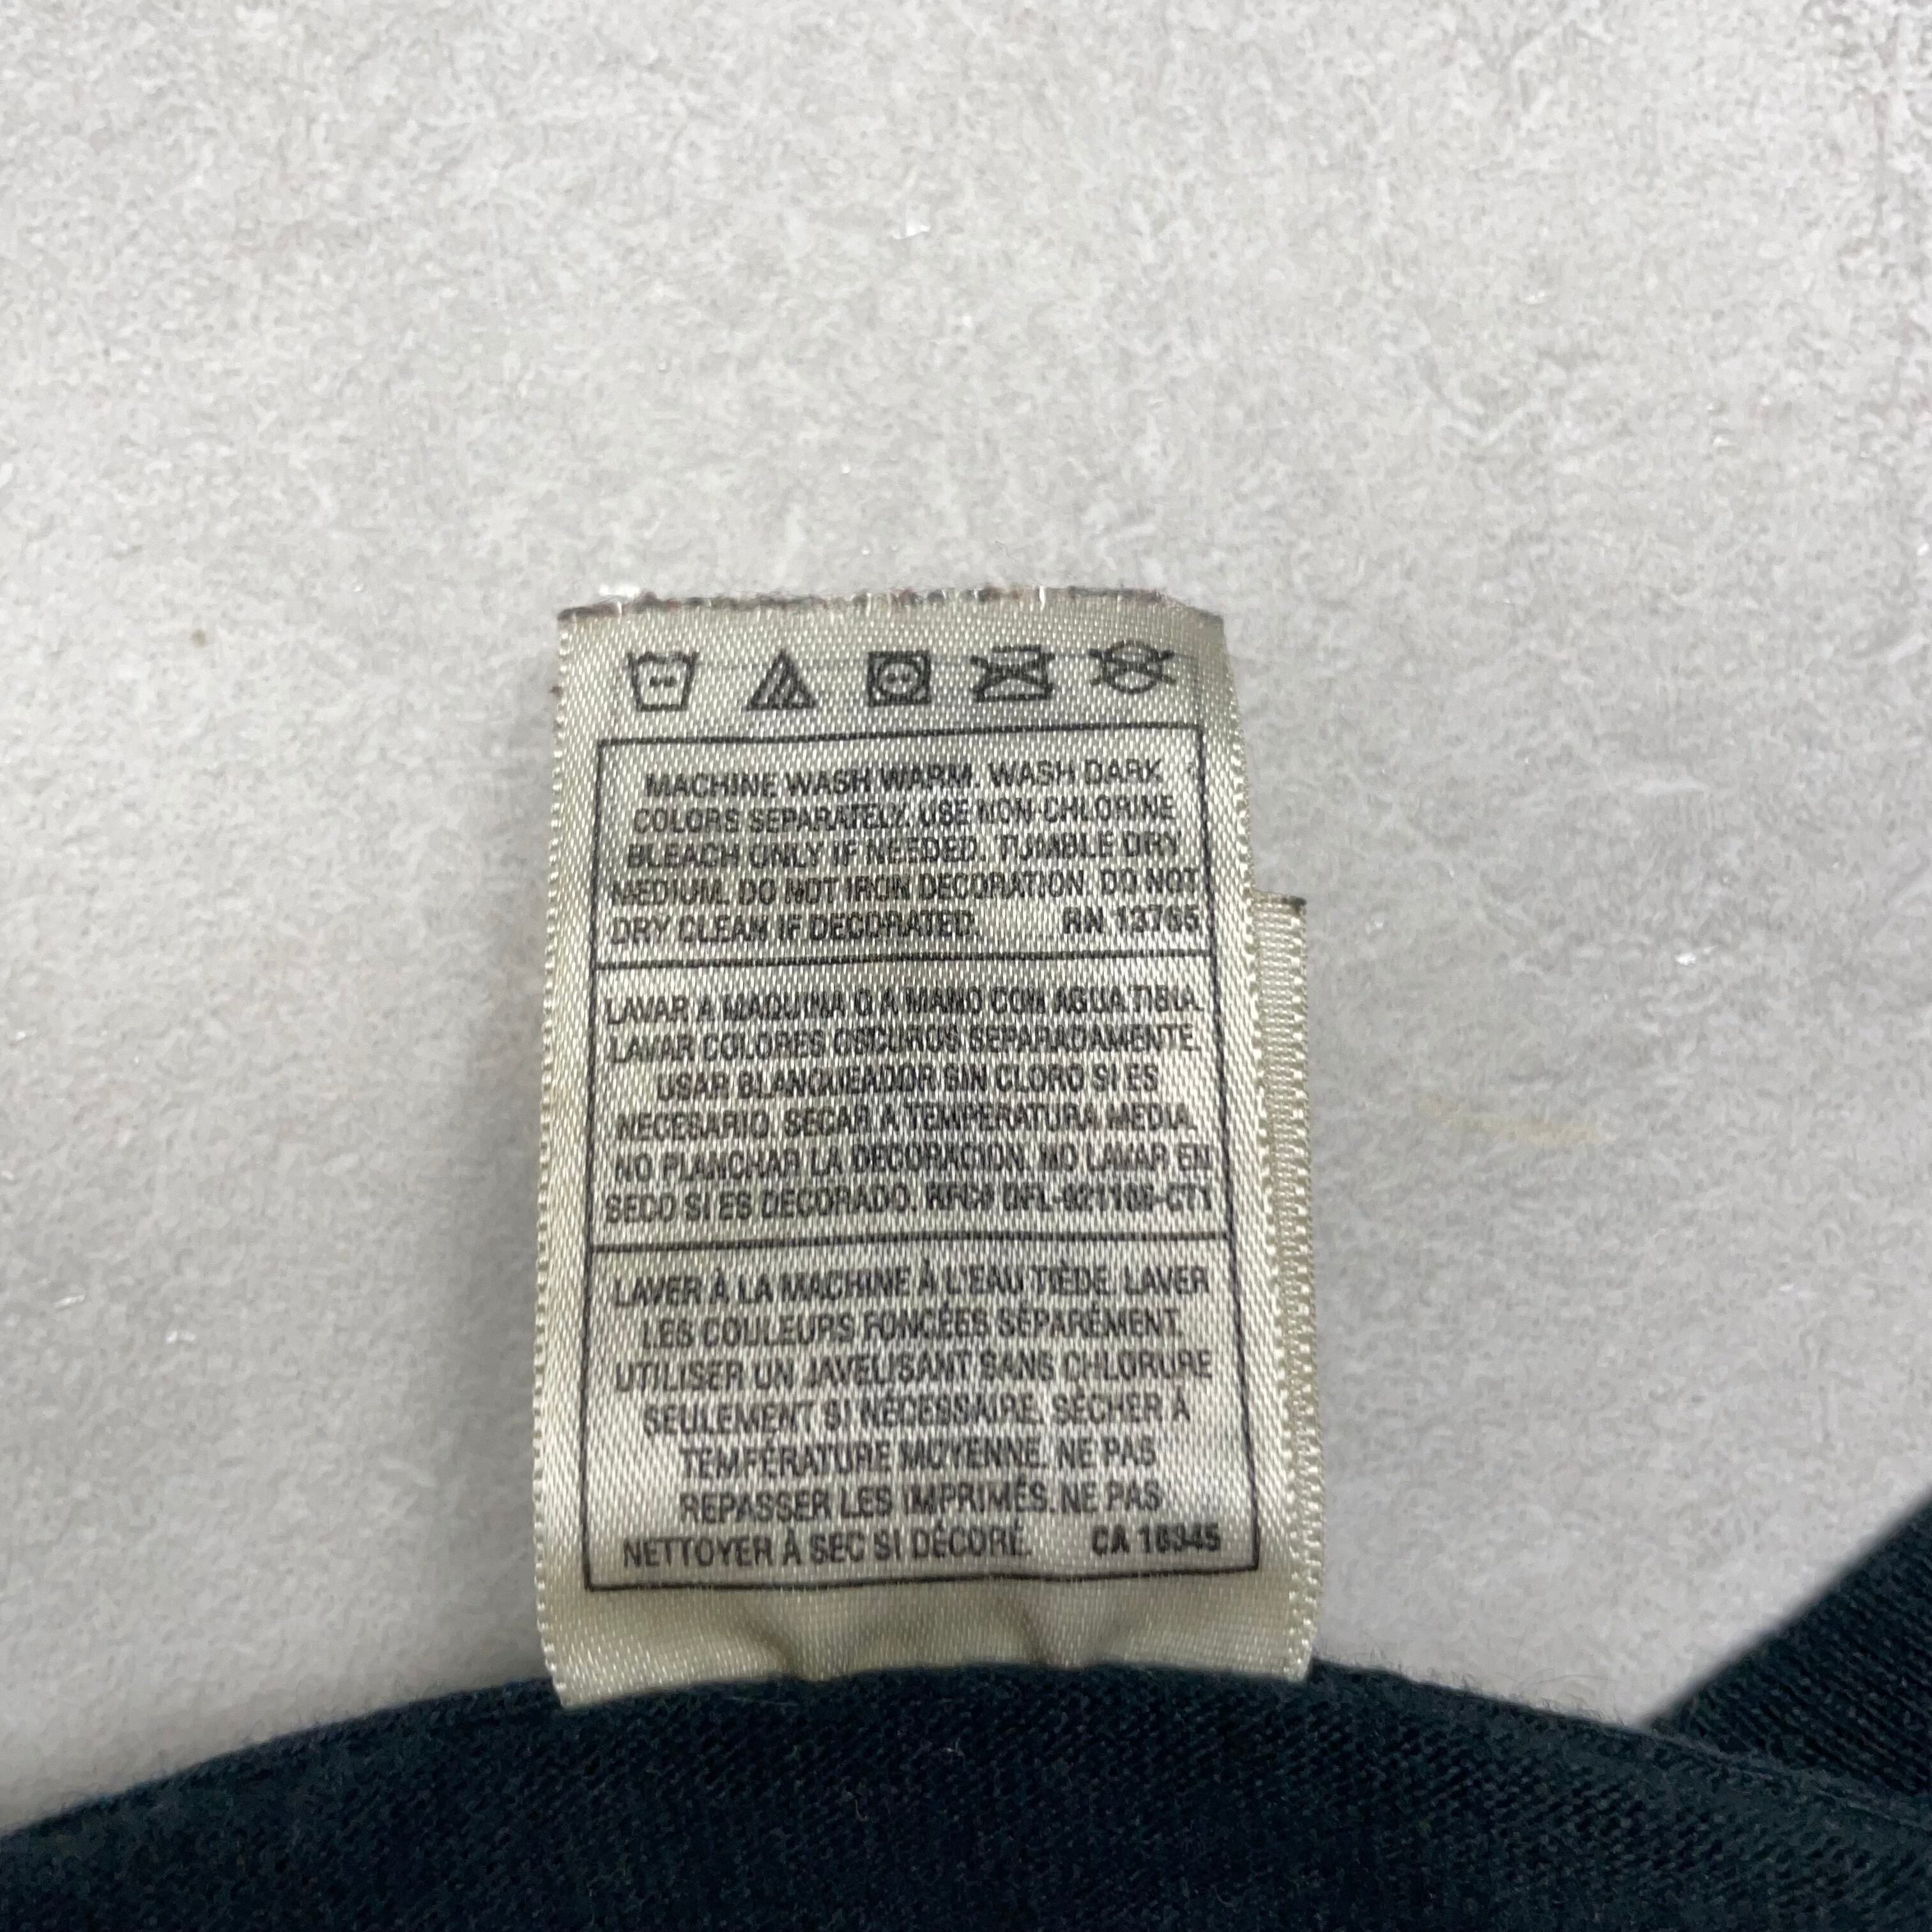 MACHINE WASH WARM. WASH DARK
COLORS SEPARATELY. USE NON-CHLORINE
BLEACH ONLY IF NEEDED. TUMBLE DRY
MEDIUM. DO NOT IRON DECORATION. DO NOT
DRY CLEAN IF DECORATED. RN 13765
LAVAR A MAQUINA O A MANO CON AGUA TIBIA.
LAVAR COLORES OSCUROS SEPARADAMENTE.
USAR BLANQUEADOR SIN CLORO SI ES
NECESARIO. SECAR A TEMPERATURA MEDIA.
NO PLANCHAR LA DECORACION. NO LAVAR EN
SECO SI ES DECORADO. RFC#
LAVER À LA MACHINE À L'EAU TIÈDE. LAVER
LES COULEURS FONCÉES SÉPARÉMENT.
UTILISER UN JAVELISANT SANS CHLORURE
SEULEMENT SI NÉCESSAIRE. SÉCHER À
TEMPÉRATURE MOYENNE. NE PAS
REPASSER LES IMPRIMÉS. NE PAS
NETTOYER À SEC SI DÉCORÉ. CA 16345